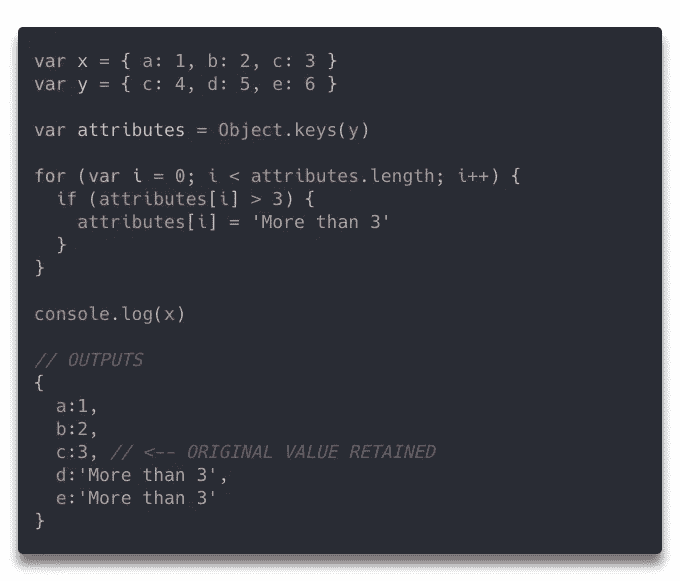 var x = { a: 1, b: 2, c: 3 }
var y = { c: 4, d: 5, e: 6 }
var attributes = Object.keys(y)
for (var i = 0; i < attributes.length; i++) {
  if (attributes[i] > 3) {
    attributes[i] = 'More than 3'
  }
}
console.log(x)
// OUTPUTS
{
  a:1,
  b:2,
  c:3, // <-- ORIGINAL VALUE RETAINED
  d:'More than 3',
  e:'More than 3'
}